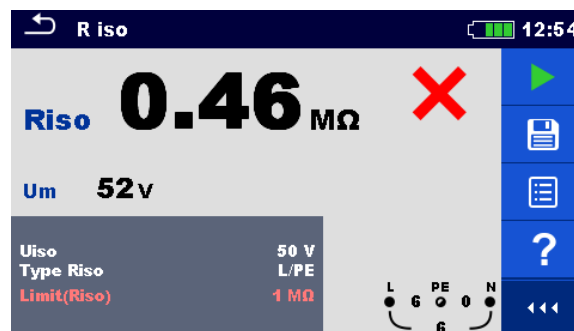 R iso 12:54
Riso 0.46 MΩ
Um 52 V
Uiso 50 V
Type Riso L/PE
Limit(Riso) 1 MΩ
L PE N
6 0
6
?